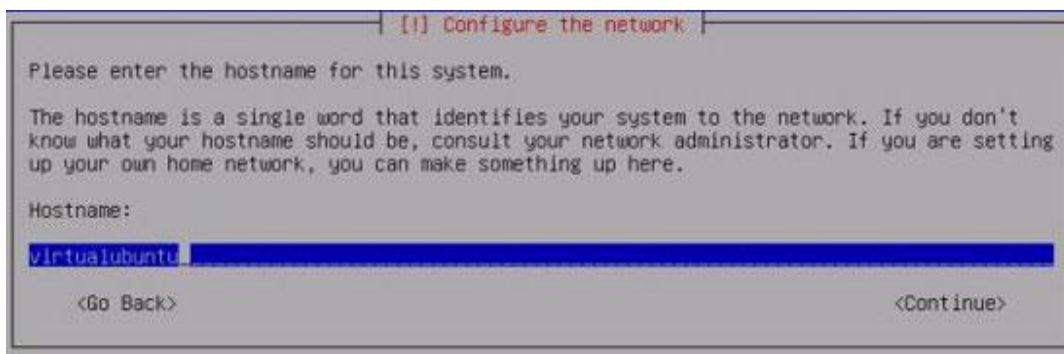 [!] Configure the network
Please enter the hostname for this system.
The hostname is a single word that identifies your system to the network. If you don't
know what your hostname should be, consult your network administrator. If you are setting
up your own home network, you can make something up here.
Hostname:
virtualubuntu
<Go Back> <Continue>